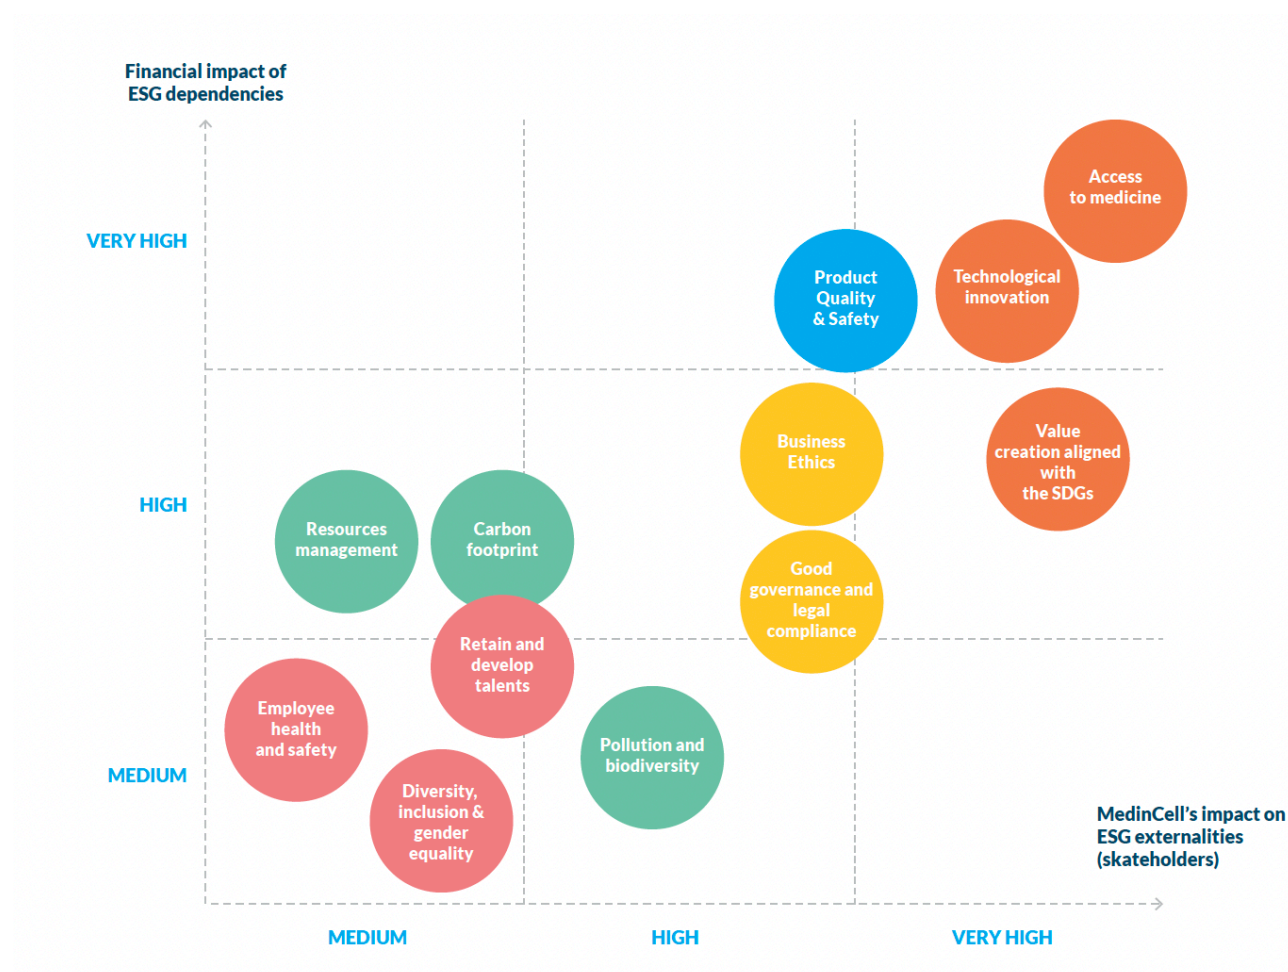 Financial impact of
ESG dependencies
VERY HIGH
HIGH
MEDIUM
Access
to medicine
Technological
innovation
Product
Quality
& Safety
Business
Ethics
Value
creation aligned
with
the SDGs
Resources
management
Carbon
footprint
Good
governance and
legal
compliance
Retain and
develop
talents
Employee
health
and safety
Pollution and
biodiversity
Diversity,
inclusion &
gender
equality
MedinCell’s impact on
ESG externalities
(skateholders)
MEDIUM
HIGH
VERY HIGH